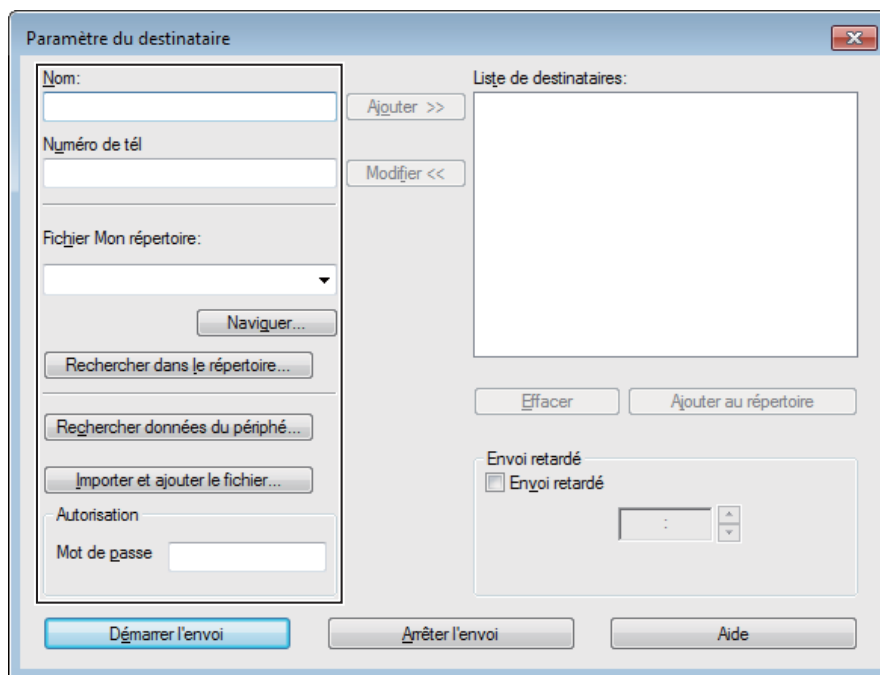 Paramètre du destinataire
Nom:
Numéro de tél
Fichier Mon répertoire:
Naviguer...
Rechercher dans le répertoire...
Rechercher données du périphé...
Importer et ajouter le fichier...
Autorisation
Mot de passe
Ajouter >>
Modifier <<
Liste de destinataires:
Effacer
Ajouter au répertoire
Envoi retardé
Envoi retardé
:
Démarrer l'envoi
Arrêter l'envoi
Aide